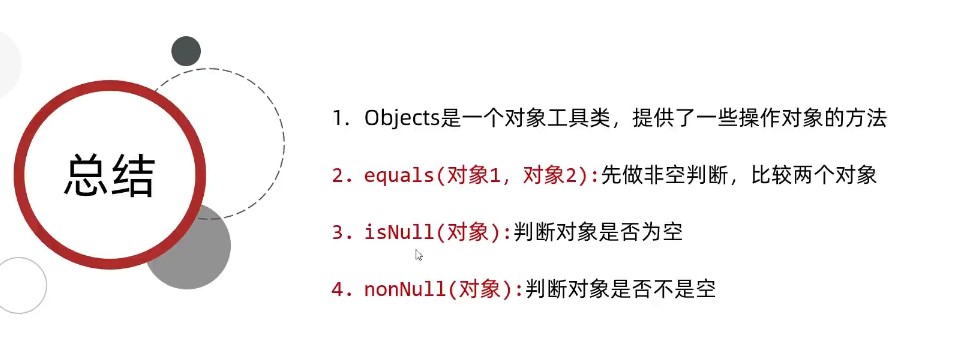 总结
1. Objects是一个对象工具类，提供了一些操作对象的方法
2. equals(对象1, 对象2):先做非空判断，比较两个对象
3. isNull(对象):判断对象是否为空
4. nonNull(对象):判断对象是否不是空